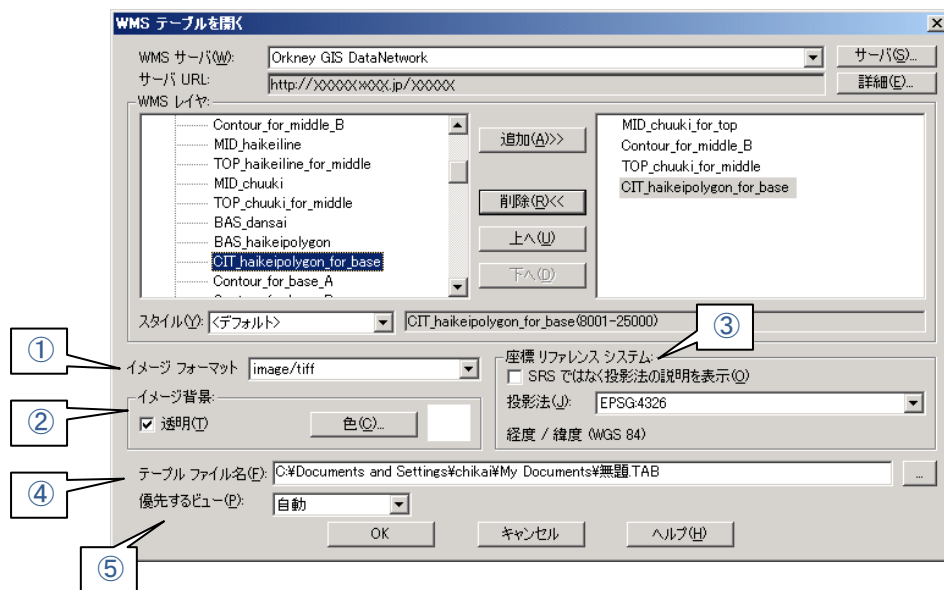 WMS テーブルを開く
WMS サーバ(W): Orkney GIS DataNetwork サーバ(S)...
サーバ URL: http://XXXXX.XXX.jp/XXXXX 詳細(E)...
WMS レイヤ:
Contour_for_middle_B
MID_haikeiline
TOP_haikeiline_for_middle
MID_chuuki
TOP_chuuki_for_middle
BAS_dansai
BAS_haikeipolygon
CIT_haikeipolygon_for_base
Contour_for_base_A
追加(A)>>
削除(R)<<
上へ(U)
下へ(D)
MID_chuuki_for_top
Contour_for_middle_B
TOP_chuuki_for_middle
CIT_haikeipolygon_for_base
スタイル(Y): <デフォルト> CIT_haikeipolygon_for_base(8001-25000)
①
イメージ フォーマット image/tiff
②
イメージ背景:
透明(T) 色(C)...
③
座標リファレンス システム:
SRS ではなく投影法の説明を表示(O)
投影法(J): EPSG:4326
経度 / 緯度 (WGS 84)
④
テーブル ファイル名(F): C:¥Documents and Settings¥chikai¥My Documents¥無題.TAB ...
優先するビュー(P): 自動
⑤
OK キャンセル ヘルプ(H)